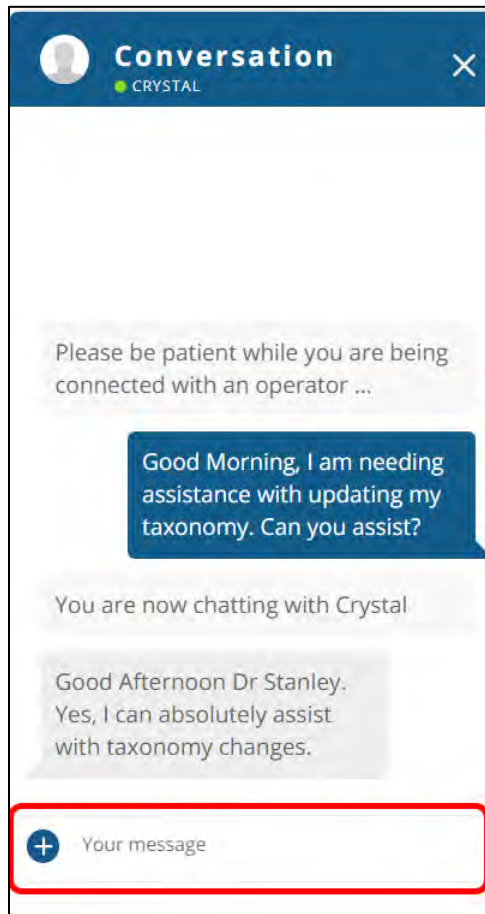 Conversation
CRYSTAL
Please be patient while you are being
connected with an operator ...
Good Morning, I am needing
assistance with updating my
taxonomy. Can you assist?
You are now chatting with Crystal
Good Afternoon Dr Stanley.
Yes, I can absolutely assist
with taxonomy changes.
Your message